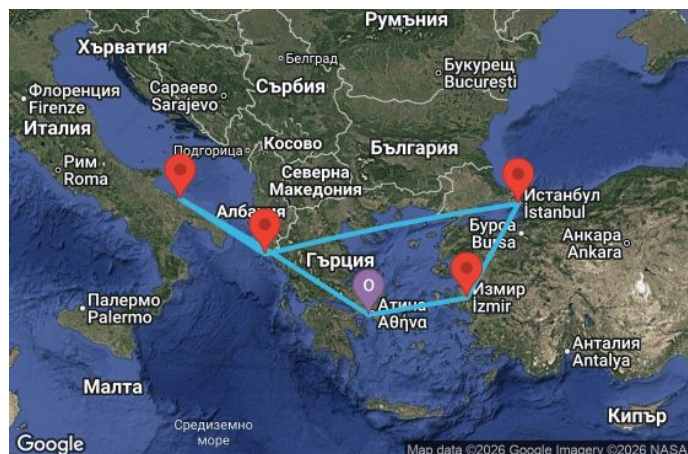 Румъния
Хърватия
Белград
Букурещ
București
Флоренция
Firenze
Сараево
Sarajevo
Сърбия
Италия
Подгорица
Косово
България
Рим
Roma
Северна
Македония
Албания
Истанбул
İstanbul
Бурса
Bursa
Анкара
Ankara
Гърция
O
Измир
İzmir
Атина
Αθήνα
Палермо
Palermo
Анталия
Antalya
Малта
Кипър
Средиземно
море
Google
Map data ©2026 Google Imagery ©2026 NASA